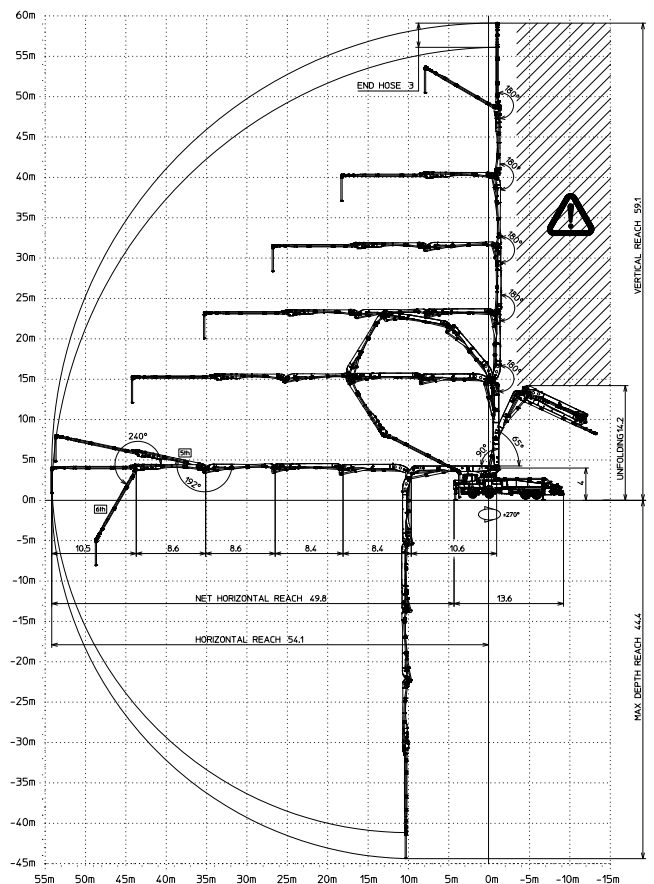 60m
55m
END HOSE 3
50m
180°
45m
180°
40m
35m
180°
30m
VERTICAL REACH 59.1
25m
180°
20m
180°
15m
UNFOLDING 14.2
10m
240°
5th
90°
65°
5m
192°
4
0m
6th
±270°
-5m
10.5
8.6
8.6
8.4
8.4
10.6
-10m
NET HORIZONTAL REACH 49.8
13.6
-15m
HORIZONTAL REACH 54.1
-20m
MAX DEPTH REACH 44.4
-25m
-30m
-35m
-40m
-45m
55m 50m 45m 40m 35m 30m 25m 20m 15m 10m 5m 0m -5m -10m -15m